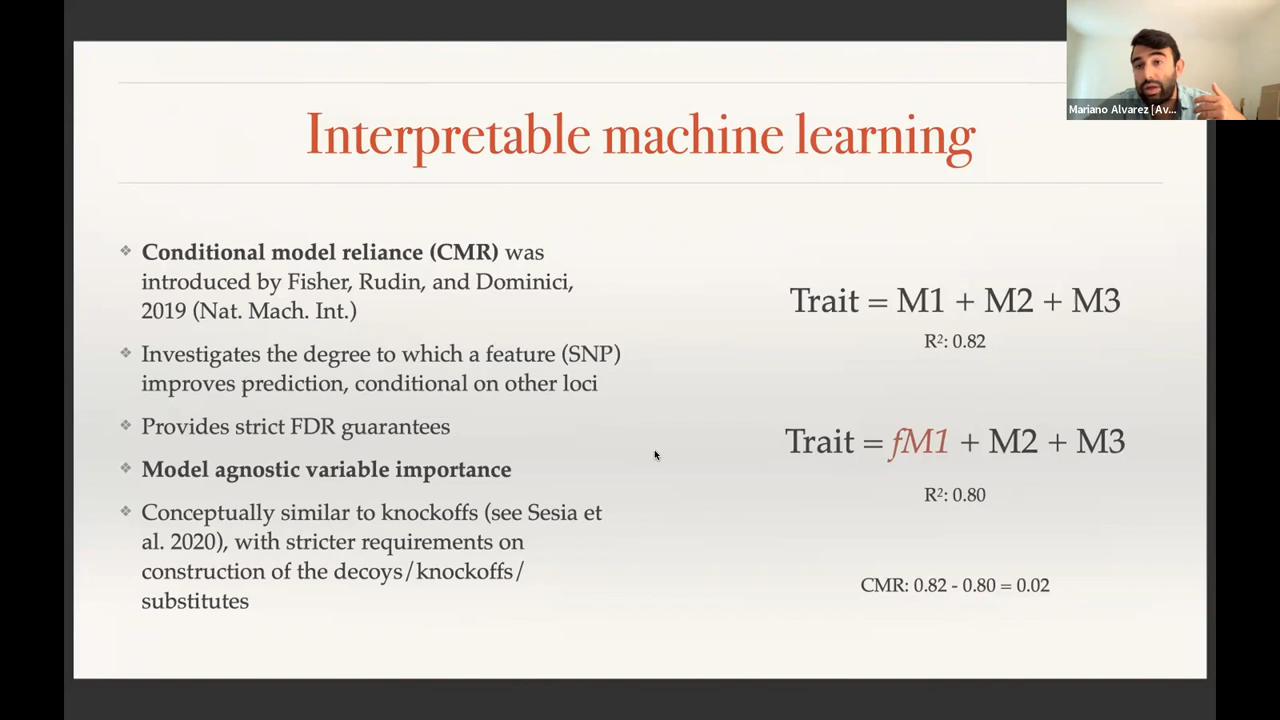 Mariano Alvarez [Av...
Interpretable machine learning
❖ Conditional model reliance (CMR) was
introduced by Fisher, Rudin, and Dominici,
2019 (Nat. Mach. Int.)
❖ Investigates the degree to which a feature (SNP)
improves prediction, conditional on other loci
❖ Provides strict FDR guarantees
❖ Model agnostic variable importance
❖ Conceptually similar to knockoffs (see Sesia et
al. 2020), with stricter requirements on
construction of the decoys/knockoffs/
substitutes
Trait = M1 + M2 + M3
R²: 0.82
Trait = fM1 + M2 + M3
R²: 0.80
CMR: 0.82 - 0.80 = 0.02